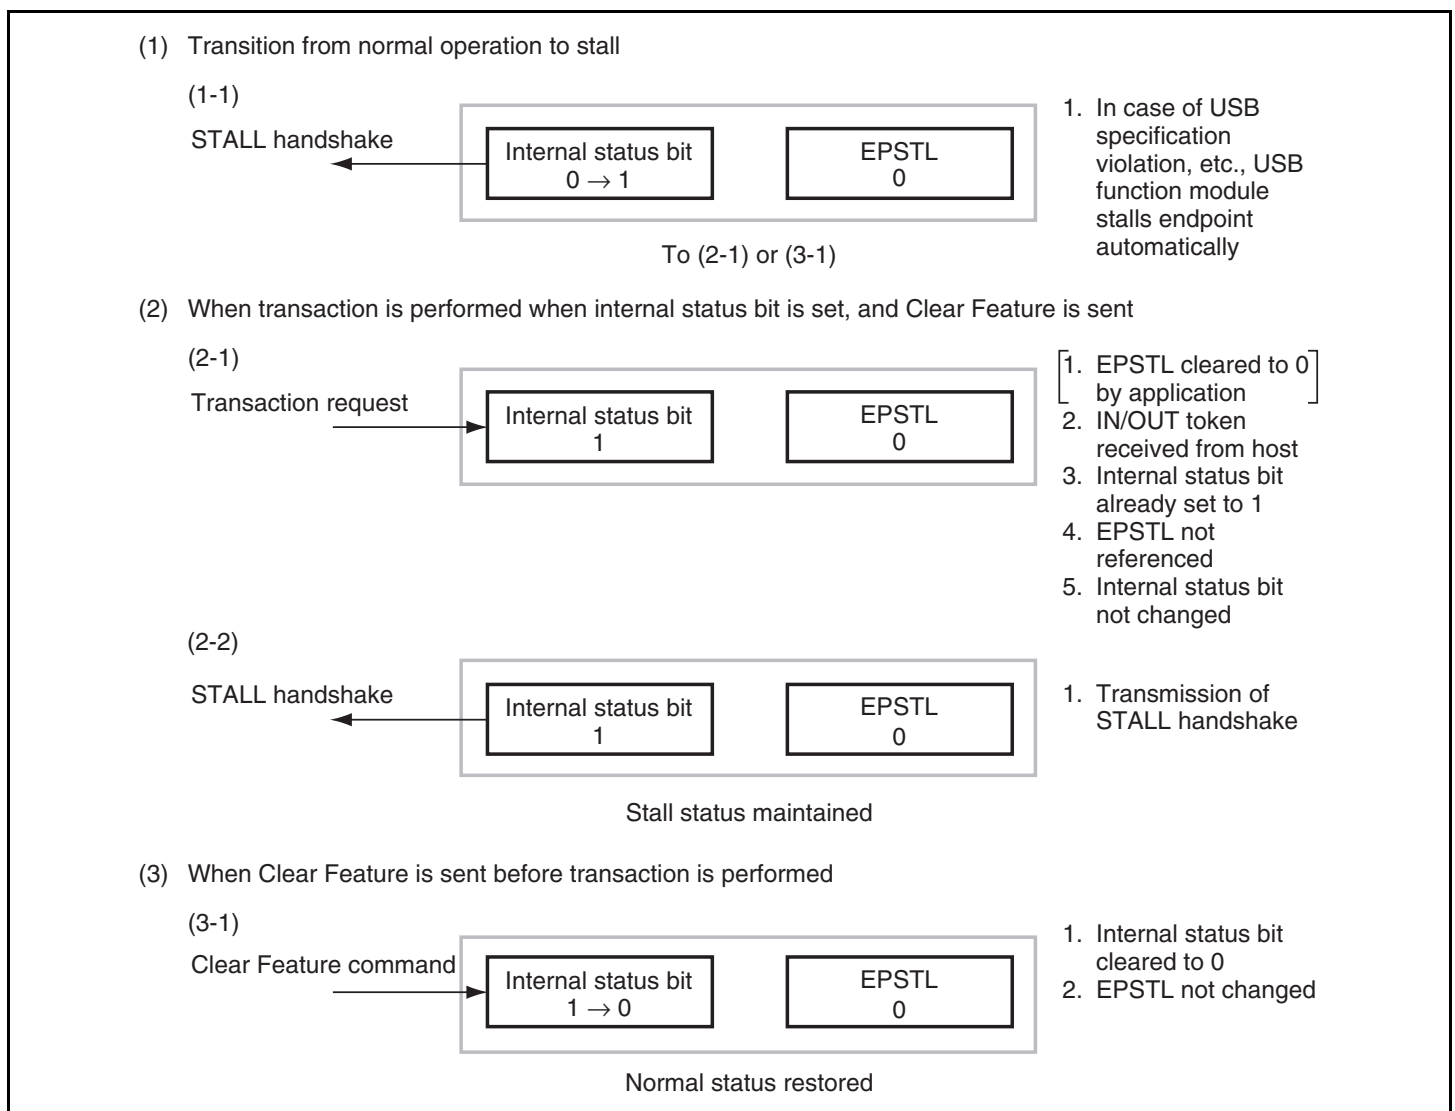 (1) Transition from normal operation to stall
(1-1)
STALL handshake
Internal status bit
0 → 1
EPSTL
0
To (2-1) or (3-1)
1. In case of USB
specification
violation, etc., USB
function module
stalls endpoint
automatically
(2) When transaction is performed when internal status bit is set, and Clear Feature is sent
(2-1)
Transaction request
Internal status bit
1
EPSTL
0
1. EPSTL cleared to 0
by application
2. IN/OUT token
received from host
3. Internal status bit
already set to 1
4. EPSTL not
referenced
5. Internal status bit
not changed
(2-2)
STALL handshake
Internal status bit
1
EPSTL
0
1. Transmission of
STALL handshake
Stall status maintained
(3) When Clear Feature is sent before transaction is performed
(3-1)
Clear Feature command
Internal status bit
1 → 0
EPSTL
0
1. Internal status bit
cleared to 0
2. EPSTL not changed
Normal status restored